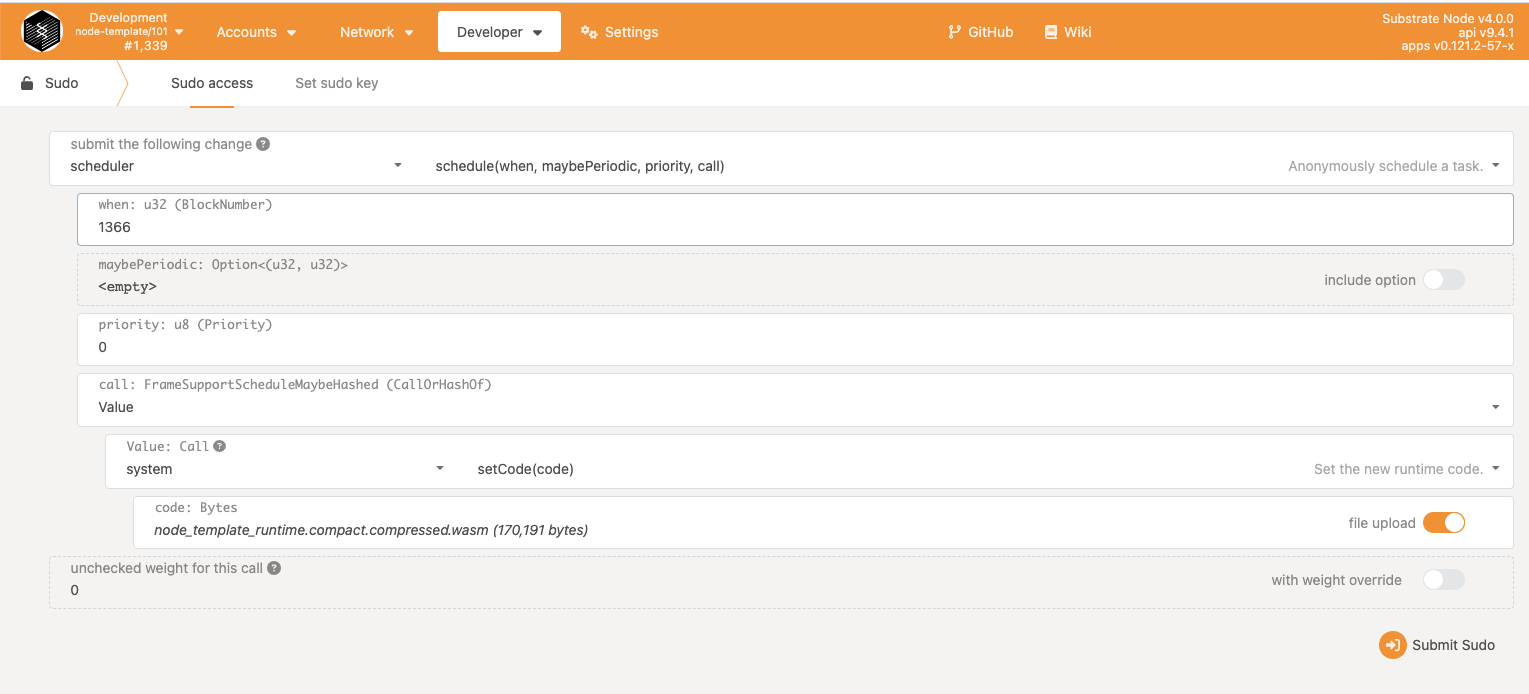 Development
node-template/101
#1,339
Accounts
Network
Developer
Settings
GitHub
Wiki
Substrate Node v4.0.0
api v9.4.1
apps v0.121.2-57-x
Sudo
Sudo access
Set sudo key
submit the following change ?
scheduler
schedule(when, maybePeriodic, priority, call)
Anonymously schedule a task.
when: u32 (BlockNumber)
1366
maybePeriodic: Option<(u32, u32)>
<empty>
include option
priority: u8 (Priority)
0
call: FrameSupportScheduleMaybeHashed (CallOrHashOf)
Value
Value: Call ?
system
setCode(code)
Set the new runtime code.
code: Bytes
node_template_runtime.compact.compressed.wasm (170,191 bytes)
file upload
unchecked weight for this call ?
0
with weight override
Submit Sudo